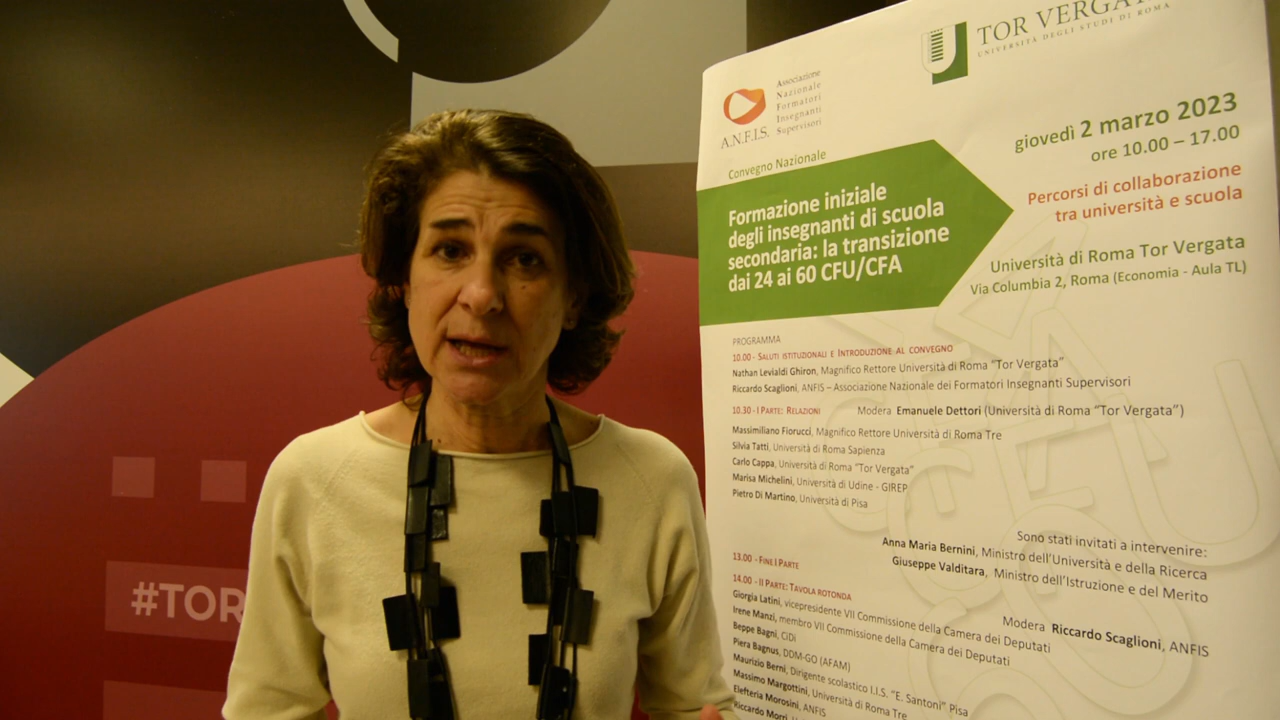 TOR VERGATA
UNIVERSITÀ DEGLI STUDI DI ROMA
Associazione
Nazionale
Formatori
Insegnanti
Supervisori
A.N.F.I.S.
giovedì 2 marzo 2023
ore 10.00 – 17.00
Convegno Nazionale
Formazione iniziale
degli insegnanti di scuola
secondaria: la transizione
dai 24 ai 60 CFU/CFA
Percorsi di collaborazione
tra università e scuola
Università di Roma Tor Vergata
Via Columbia 2, Roma (Economia - Aula TL)
PROGRAMMA
10.00 - SALUTI ISTITUZIONALI E INTRODUZIONE AL CONVEGNO
Nathan Levialdi Ghiron, Magnifico Rettore Università di Roma "Tor Vergata"
Riccardo Scaglioni, ANFIS – Associazione Nazionale dei Formatori Insegnanti Supervisori
10.30 - I PARTE: RELAZIONI Modera Emanuele Dettori (Università di Roma "Tor Vergata")
Massimiliano Fiorucci, Magnifico Rettore Università di Roma Tre
Silvia Tatti, Università di Roma Sapienza
Carlo Cappa, Università di Roma "Tor Vergata"
Marisa Michelini, Università di Udine - GIREP
Pietro Di Martino, Università di Pisa
Sono stati invitati a intervenire:
Anna Maria Bernini, Ministro dell'Università e della Ricerca
Giuseppe Valditara, Ministro dell'Istruzione e del Merito
13.00 - FINE I PARTE
14.00 - II PARTE: TAVOLA ROTONDA
Modera Riccardo Scaglioni, ANFIS
Giorgia Latini, vicepresidente VII Commissione della Camera dei Deputati
Irene Manzi, membro VII Commissione della Camera dei Deputati
Beppe Bagni, CiDi
Piera Bagnus, DDM-GO (AFAM)
Maurizio Berni, Dirigente scolastico I.I.S. "E. Santoni" Pisa
Massimo Margottini, Università di Roma Tre
Elefteria Morosini, ANFIS
Riccardo Morri,
#TOR